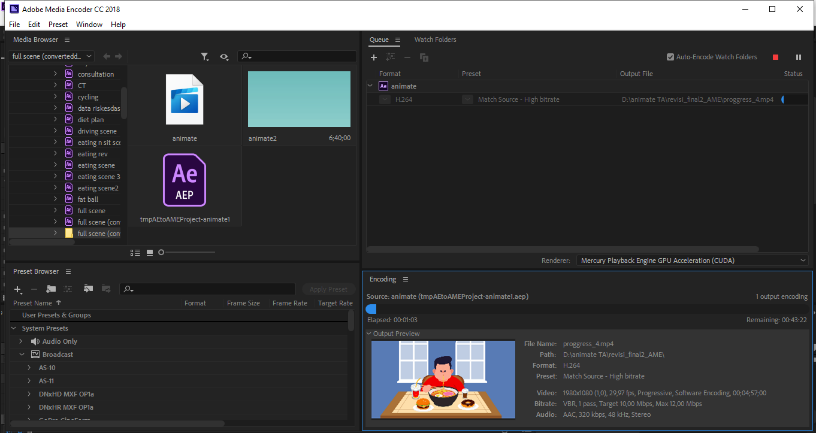 Adobe Media Encoder CC 2018
File Edit Preset Window Help
Media Browser
full scene (convertedd...
consultation
CT
cycling
data riskesdas
diet plan
driving scene
eating n sit sc
eating rev
eating scene
eating scene 3
eating scene2
fat ball
full scene
full scene (con
full scene (con
animate
animate2 6;40;00
Ae
AEP
tmpAEtoAMEProject-animate1
Preset Browser
Apply Preset
Preset Name Format Frame Size Frame Rate Target Rate
User Presets & Groups
System Presets
Audio Only
Broadcast
AS-10
AS-11
DNxHD MXF OP1a
DNxHR MXF OP1a
GoPro CineForm
Queue Watch Folders
Auto-Encode Watch Folders
Format Preset Output File Status
Ae animate
H.264 Match Source - High bitrate D:\animate TA\revisi_final2_AME\proggress_4.mp4
Renderer: Mercury Playback Engine GPU Acceleration (CUDA)
Encoding
Source: animate (tmpAEtoAMEProject-animate1.aep) 1 output encoding
Elapsed: 00:01:03 Remaining: 00:43:22
Output Preview
File Name: proggress_4.mp4
Path: D:\animate TA\revisi_final2_AME\
Format: H.264
Preset: Match Source - High bitrate
Video: 1920x1080 (1,0), 29,97 fps, Progressive, Software Encoding, 00;04;57;00
Bitrate: VBR, 1 pass, Target 10,00 Mbps, Max 12,00 Mbps
Audio: AAC, 320 kbps, 48 kHz, Stereo